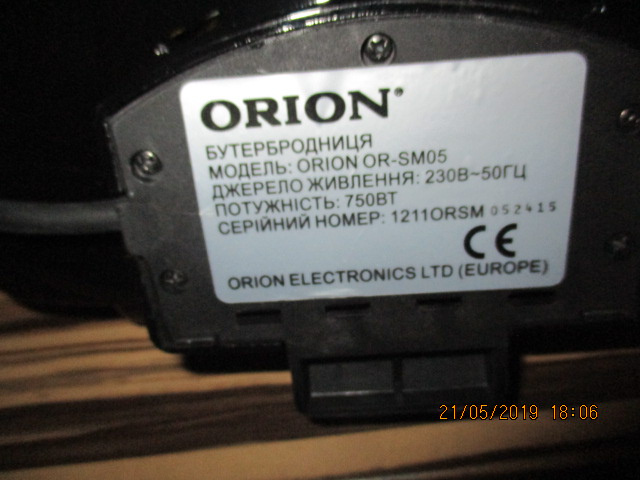 ORION®
БУТЕРБРОДНИЦЯ
МОДЕЛЬ: ORION OR-SM05
ДЖЕРЕЛО ЖИВЛЕННЯ: 230В~50ГЦ
ПОТУЖНІСТЬ: 750ВТ
СЕРІЙНИЙ НОМЕР: 1211ORSM 052415
CE
ORION ELECTRONICS LTD (EUROPE)
21/05/2019 18:06